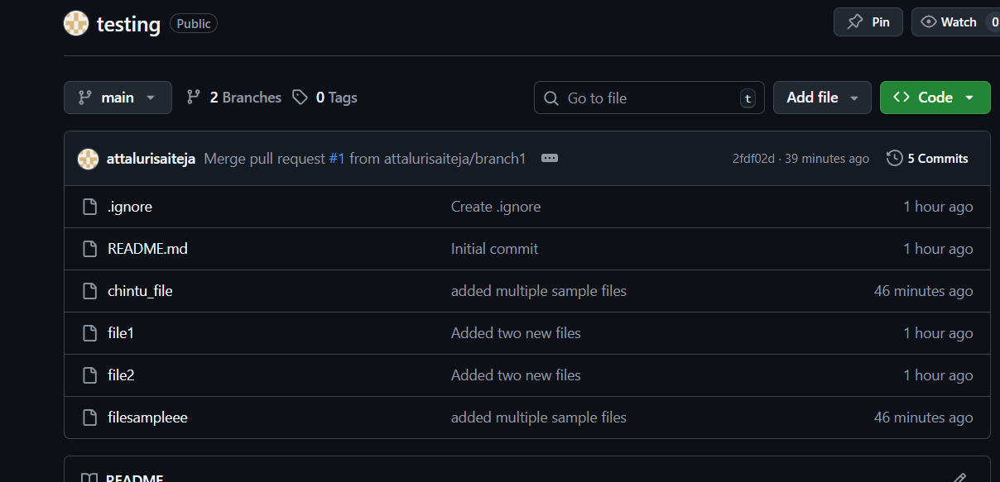 testing Public Pin Watch 0
main 2 Branches 0 Tags Go to file t Add file Code
attalurisaiteja Merge pull request #1 from attalurisaiteja/branch1 2fdf02d · 39 minutes ago 5 Commits
.ignore Create .ignore 1 hour ago
README.md Initial commit 1 hour ago
chintu_file added multiple sample files 46 minutes ago
file1 Added two new files 1 hour ago
file2 Added two new files 1 hour ago
filesampleee added multiple sample files 46 minutes ago
README